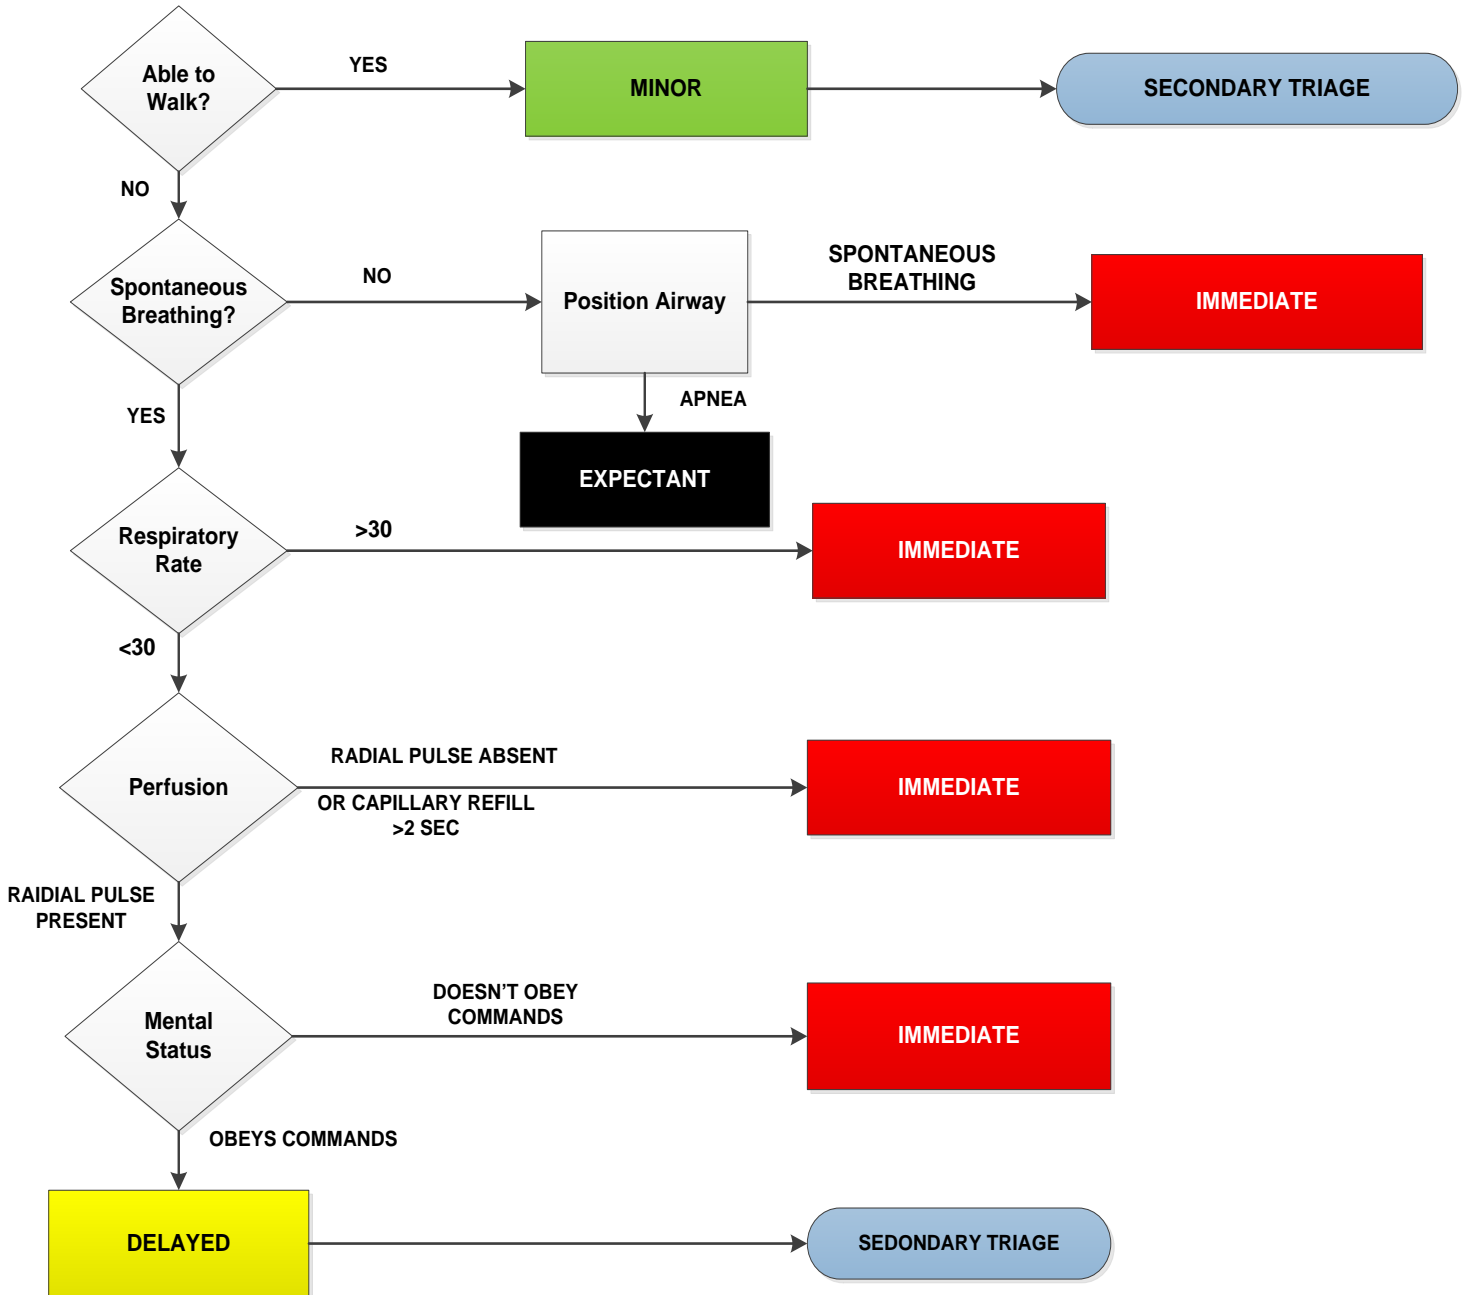 Able to
Walk?
YES
MINOR
SECONDARY TRIAGE
NO
Spontaneous
Breathing?
NO
Position Airway
SPONTANEOUS
BREATHING
IMMEDIATE
YES
APNEA
EXPECTANT
Respiratory
Rate
>30
IMMEDIATE
<30
Perfusion
RADIAL PULSE ABSENT
OR CAPILLARY REFILL
>2 SEC
IMMEDIATE
RAIDIAL PULSE
PRESENT
Mental
Status
DOESN'T OBEY
COMMANDS
IMMEDIATE
OBEYS COMMANDS
DELAYED
SEDONDARY TRIAGE